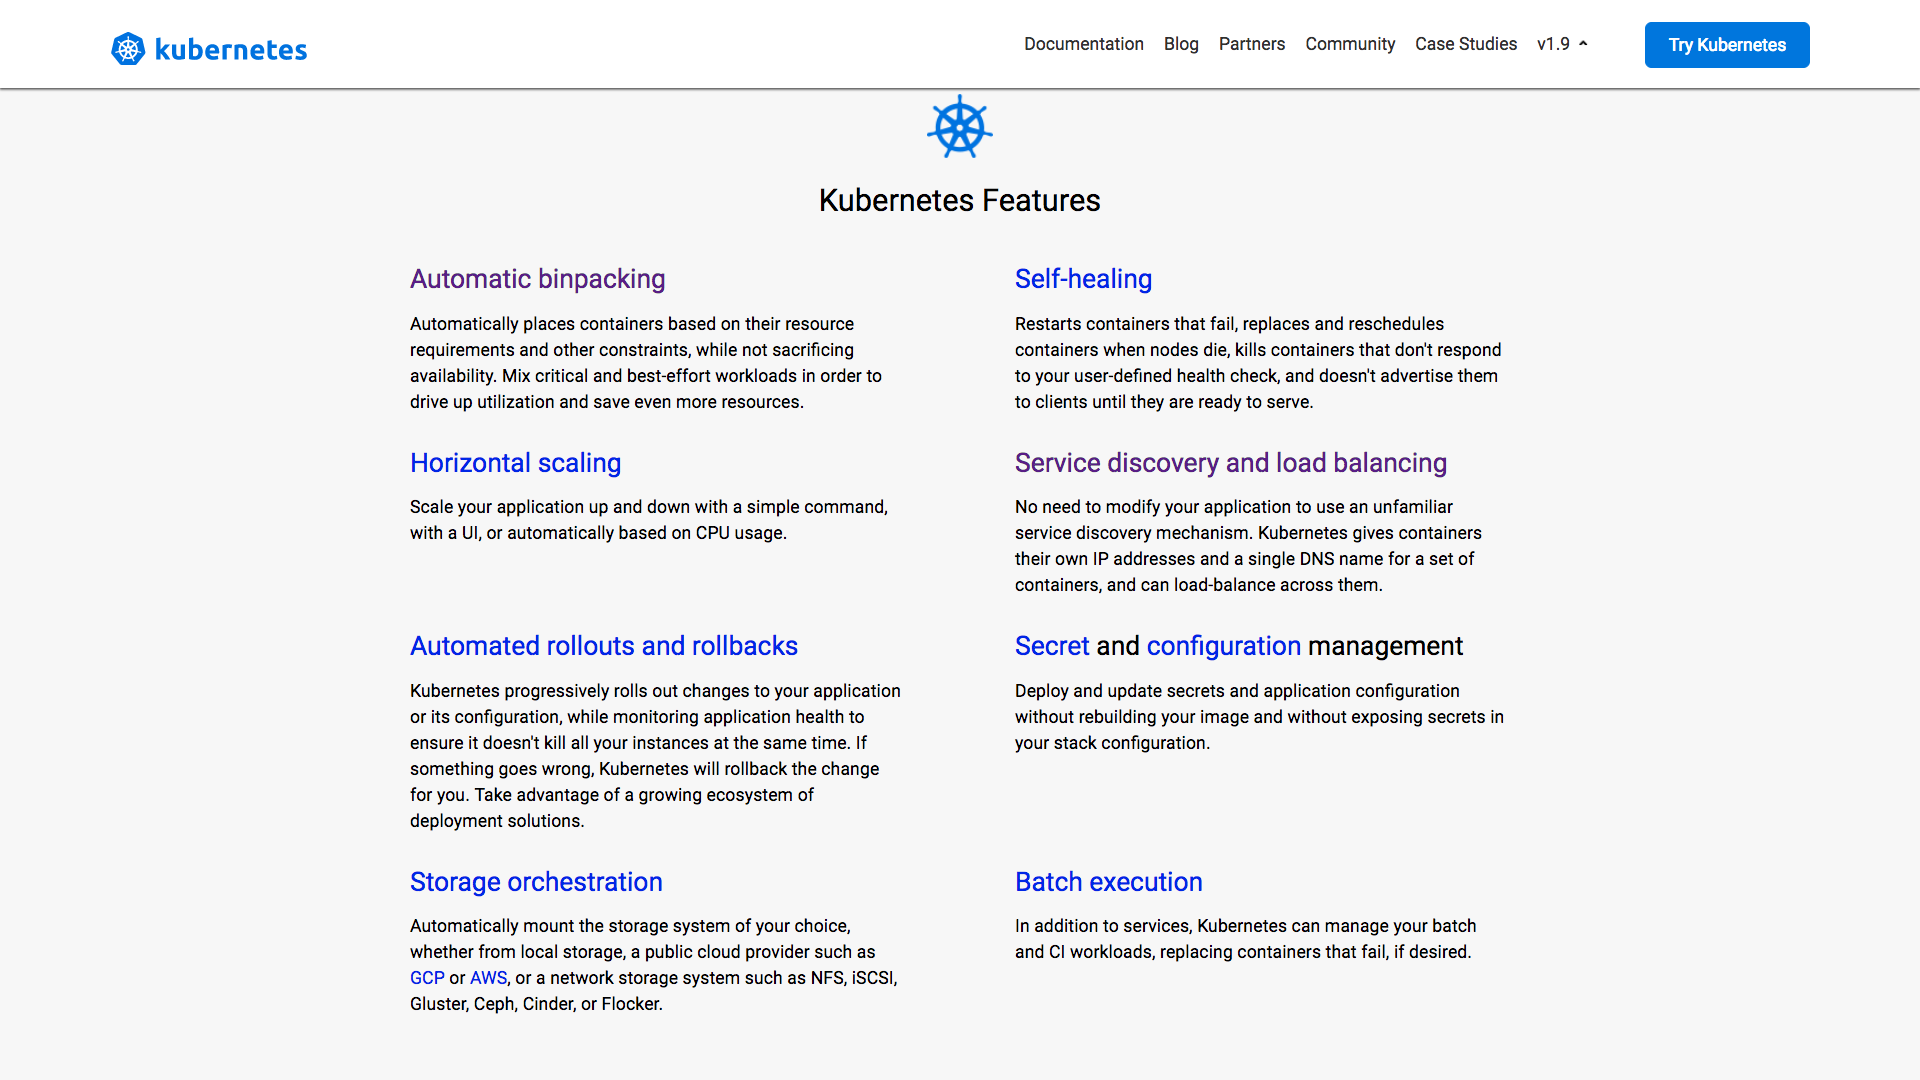 kubernetes
Documentation Blog Partners Community Case Studies v1.9
Try Kubernetes
Kubernetes Features
Automatic binpacking
Automatically places containers based on their resource
requirements and other constraints, while not sacrificing
availability. Mix critical and best-effort workloads in order to
drive up utilization and save even more resources.
Self-healing
Restarts containers that fail, replaces and reschedules
containers when nodes die, kills containers that don't respond
to your user-defined health check, and doesn't advertise them
to clients until they are ready to serve.
Horizontal scaling
Scale your application up and down with a simple command,
with a UI, or automatically based on CPU usage.
Service discovery and load balancing
No need to modify your application to use an unfamiliar
service discovery mechanism. Kubernetes gives containers
their own IP addresses and a single DNS name for a set of
containers, and can load-balance across them.
Automated rollouts and rollbacks
Kubernetes progressively rolls out changes to your application
or its configuration, while monitoring application health to
ensure it doesn't kill all your instances at the same time. If
something goes wrong, Kubernetes will rollback the change
for you. Take advantage of a growing ecosystem of
deployment solutions.
Secret and configuration management
Deploy and update secrets and application configuration
without rebuilding your image and without exposing secrets in
your stack configuration.
Storage orchestration
Automatically mount the storage system of your choice,
whether from local storage, a public cloud provider such as
GCP or AWS, or a network storage system such as NFS, iSCSI,
Gluster, Ceph, Cinder, or Flocker.
Batch execution
In addition to services, Kubernetes can manage your batch
and CI workloads, replacing containers that fail, if desired.